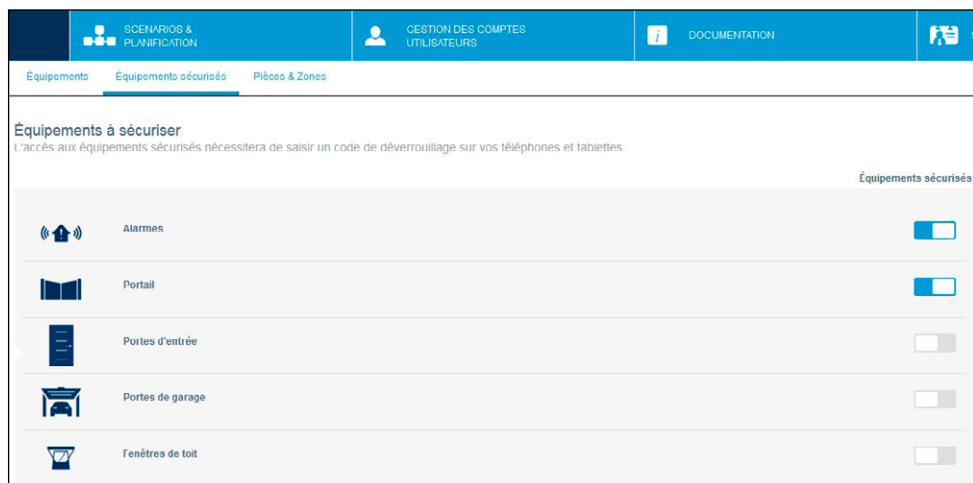 SCÉNARIOS &
PLANIFICATION
GESTION DES COMPTES
UTILISATEURS
i
DOCUMENTATION
Équipements
Équipements sécurisés
Pièces & Zones
Équipements à sécuriser
L'accès aux équipements sécurisés nécessitera de saisir un code de déverrouillage sur vos téléphones et tablettes.
Équipements sécurisés
Alarmes
Portail
Portes d'entrée
Portes de garage
Fenêtres de toit